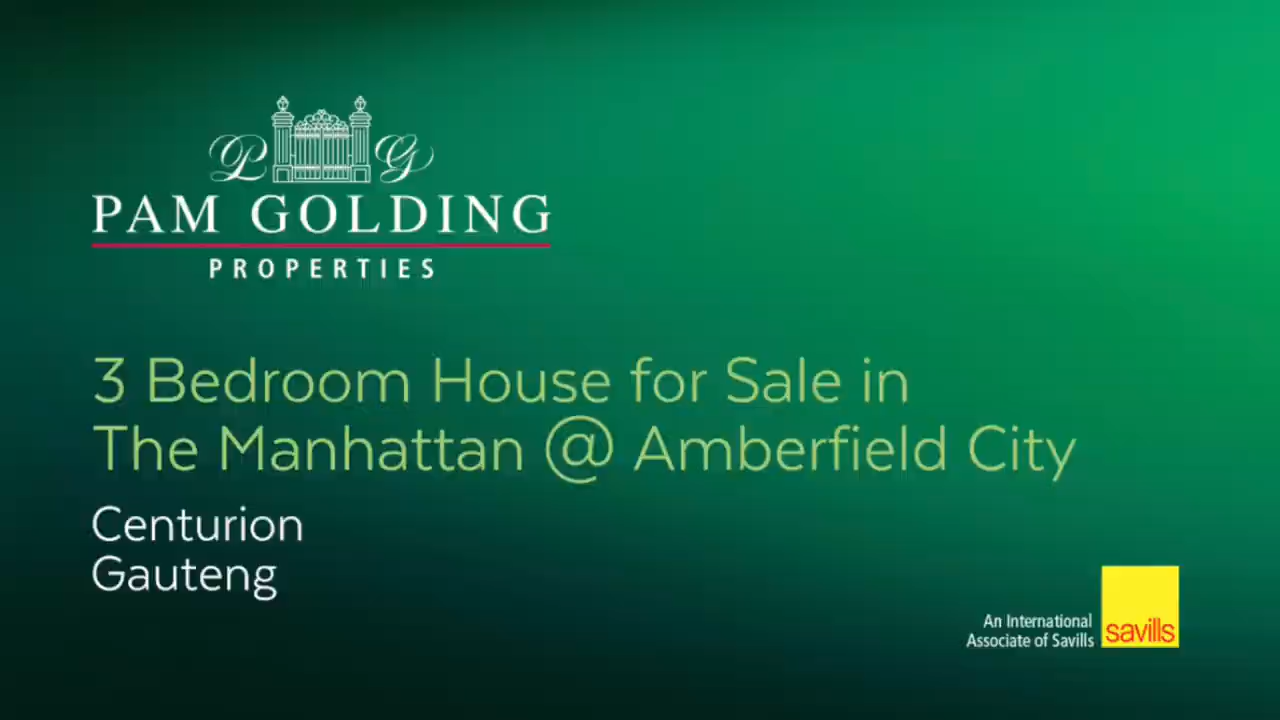 P G
PAM GOLDING
PROPERTIES
3 Bedroom House for Sale in
The Manhattan @ Amberfield City
Centurion
Gauteng
An International
Associate of Savills
savills